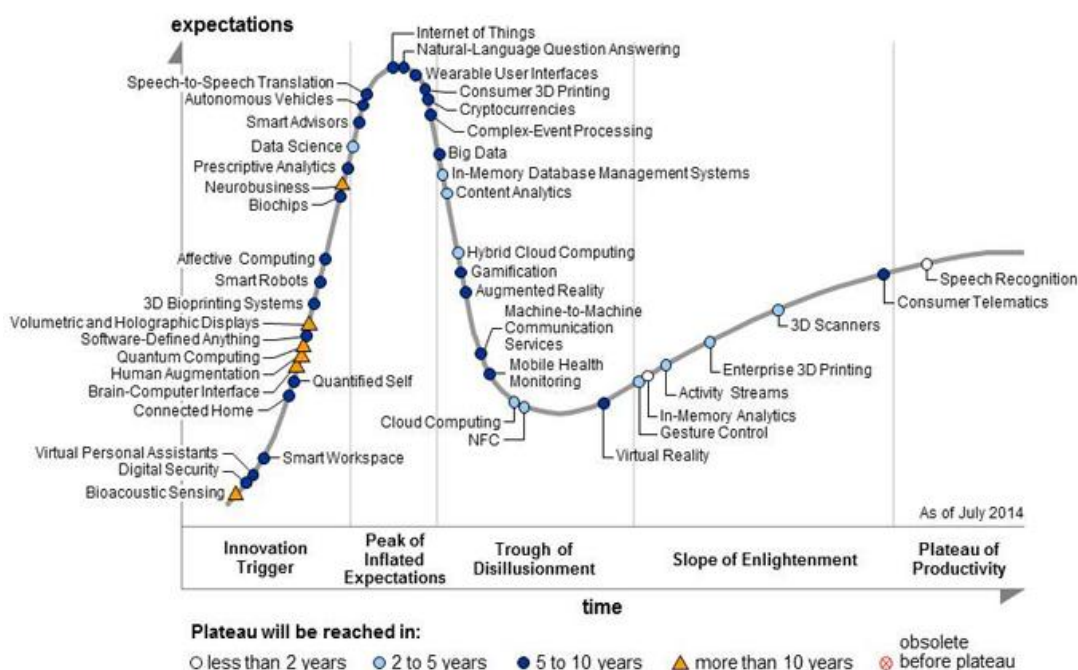 expectations
Internet of Things
Natural-Language Question Answering
Wearable User Interfaces
Speech-to-Speech Translation
Consumer 3D Printing
Autonomous Vehicles
Cryptocurrencies
Smart Advisors
Complex-Event Processing
Data Science
Big Data
Prescriptive Analytics
In-Memory Database Management Systems
Neurobusiness
Content Analytics
Biochips
Hybrid Cloud Computing
Affective Computing
Gamification
Smart Robots
Augmented Reality
3D Bioprinting Systems
Machine-to-Machine
Communication
Services
Volumetric and Holographic Displays
Software-Defined Anything
Quantum Computing
Human Augmentation
Brain-Computer Interface
Quantified Self
Connected Home
Mobile Health
Monitoring
Cloud Computing
NFC
Virtual Reality
Gesture Control
In-Memory Analytics
Activity Streams
Enterprise 3D Printing
3D Scanners
Consumer Telematics
Speech Recognition
Virtual Personal Assistants
Smart Workspace
Digital Security
Bioacoustic Sensing
As of July 2014
Innovation
Trigger
Peak of
Inflated
Expectations
Trough of
Disillusionment
Slope of Enlightenment
Plateau of
Productivity
time
Plateau will be reached in:
less than 2 years
2 to 5 years
5 to 10 years
more than 10 years
obsolete
before plateau